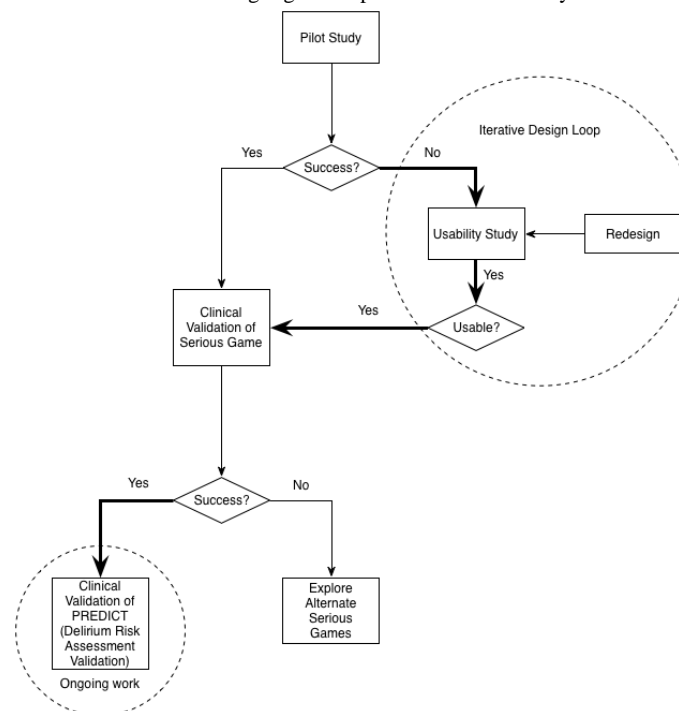 Pilot Study
Iterative Design Loop
Yes
Success?
No
Usability Study
Redesign
Yes
Clinical
Validation of
Serious Game
Yes
Usable?
Yes
Success?
No
Clinical
Validation of
PREDICT
(Delirium Risk
Assessment
Validation)
Explore
Alternate
Serious
Games
Ongoing work